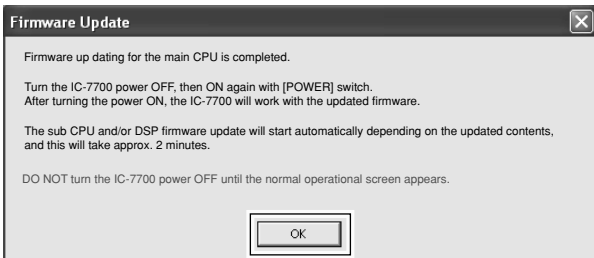 Firmware Update
Firmware up dating for the main CPU is completed.
Turn the IC-7700 power OFF, then ON again with [POWER] switch.
After turning the power ON, the IC-7700 will work with the updated firmware.
The sub CPU and/or DSP firmware update will start automatically depending on the updated contents,
and this will take approx. 2 minutes.
DO NOT turn the IC-7700 power OFF until the normal operational screen appears.
OK